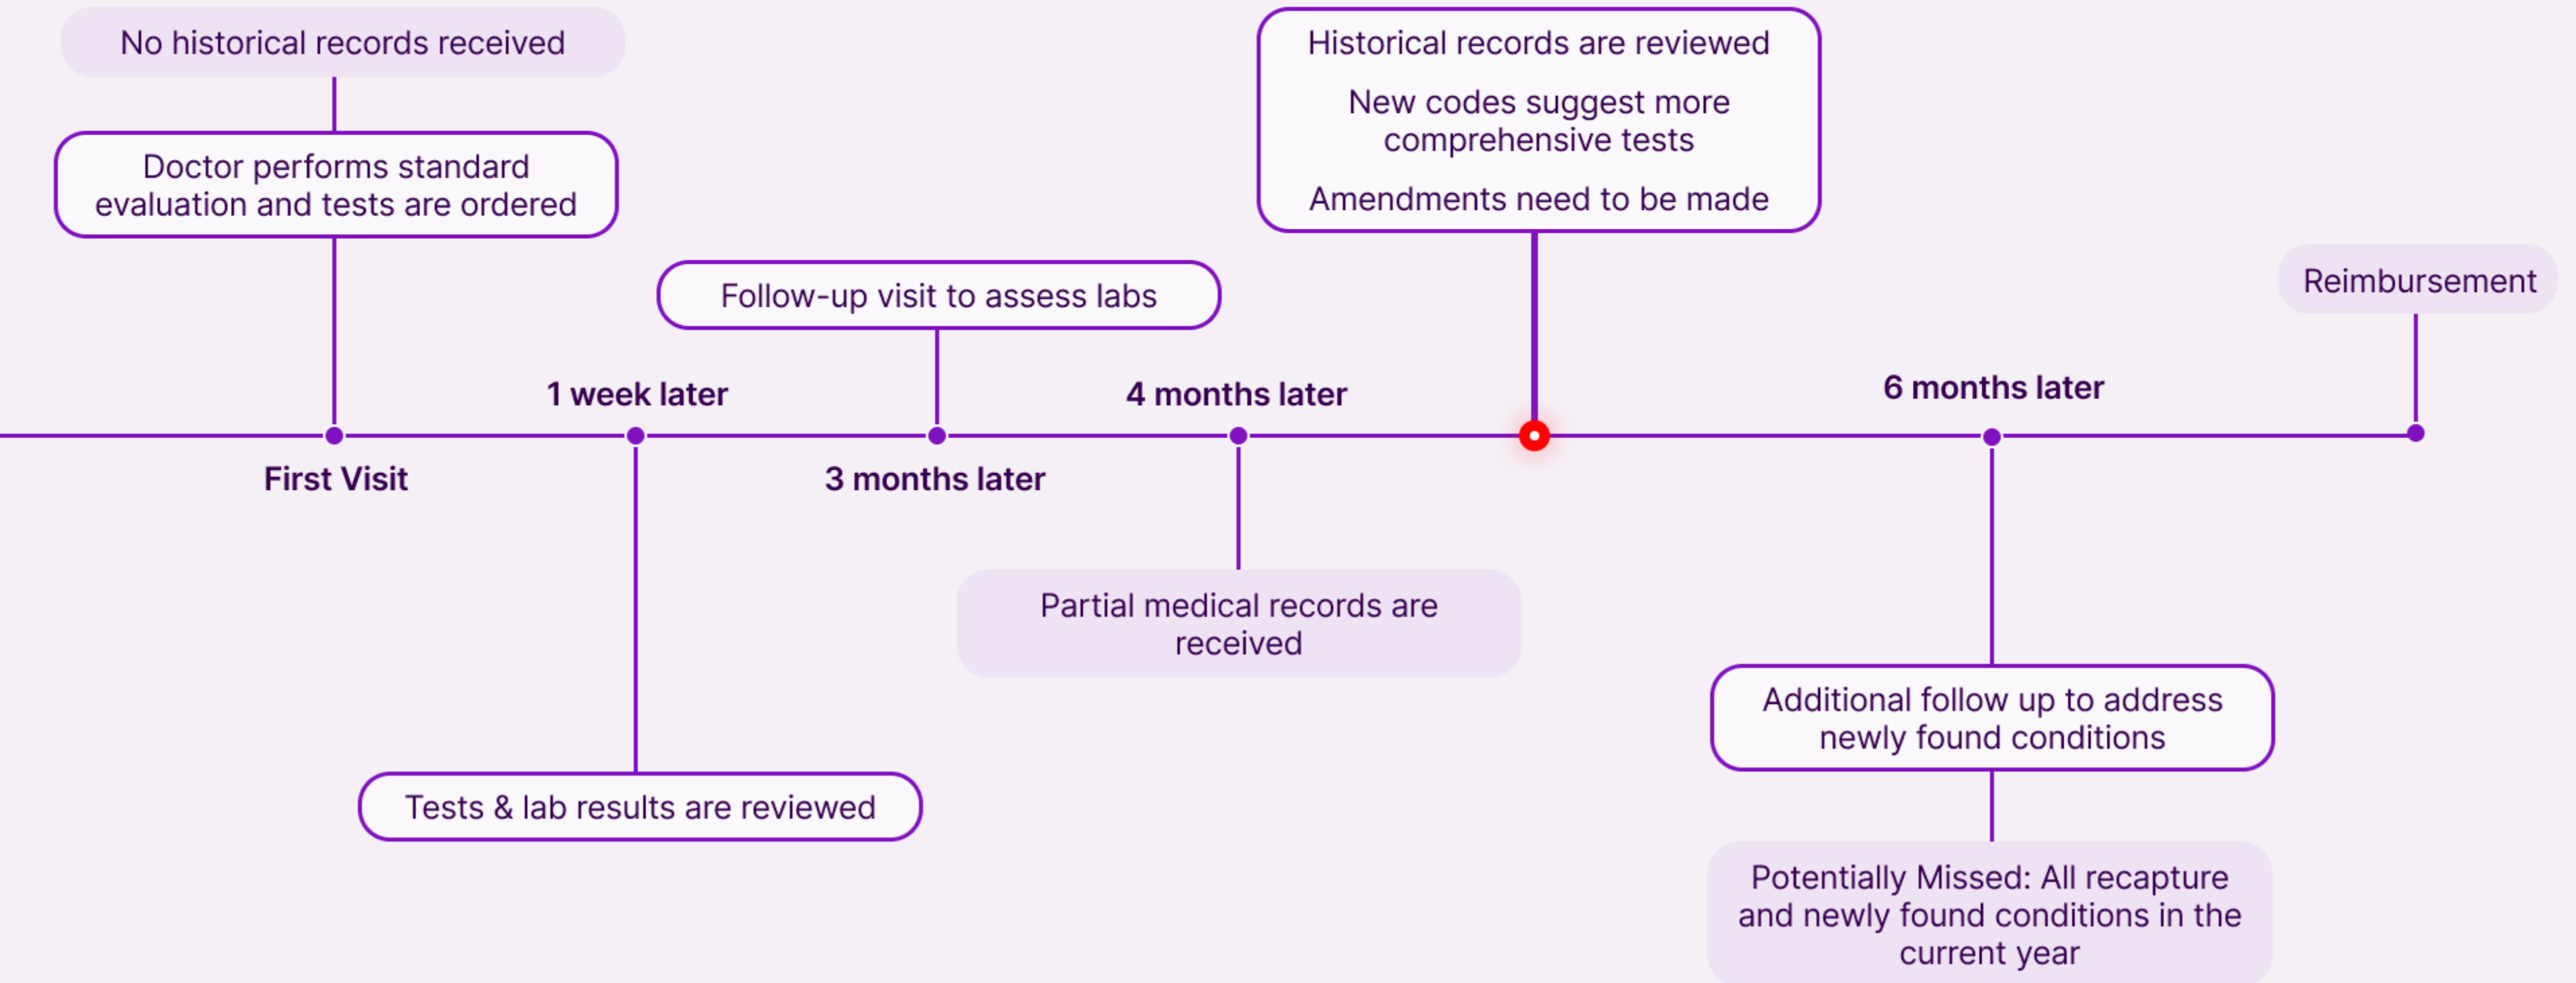 No historical records received
Doctor performs standard
evaluation and tests are ordered
First Visit
1 week later
Tests & lab results are reviewed
Follow-up visit to assess labs
3 months later
4 months later
Partial medical records are
received
Historical records are reviewed
New codes suggest more
comprehensive tests
Amendments need to be made
6 months later
Additional follow up to address
newly found conditions
Potentially Missed: All recapture
and newly found conditions in the
current year
Reimbursement